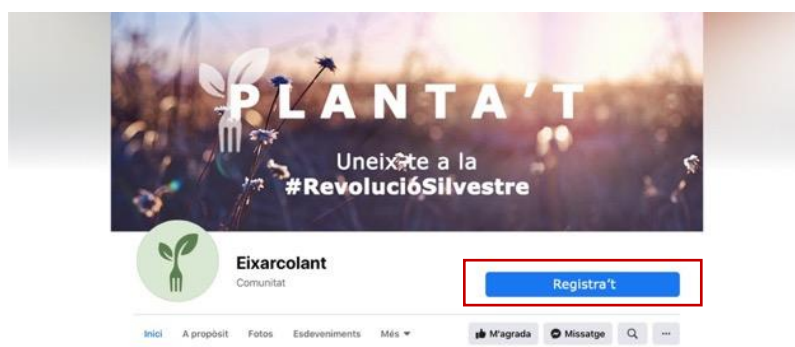 PLANTA'T
Uneix-te a la
#RevolucióSilvestre
Eixarcolant
Comunitat
Registra't
Inici A propòsit Fotos Esdeveniments Més M'agrada Missatge ...